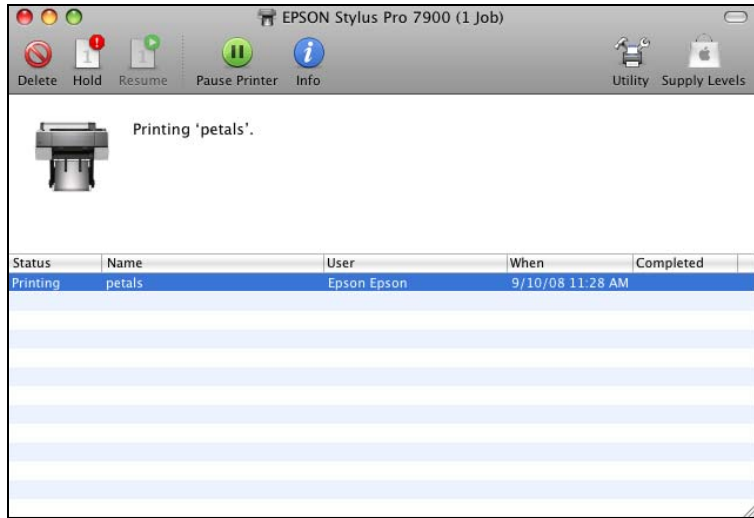 EPSON Stylus Pro 7900 (1 Job)
Delete Hold Resume Pause Printer Info Utility Supply Levels
Printing ‘petals’.
Status Name User When Completed
Printing petals Epson Epson 9/10/08 11:28 AM